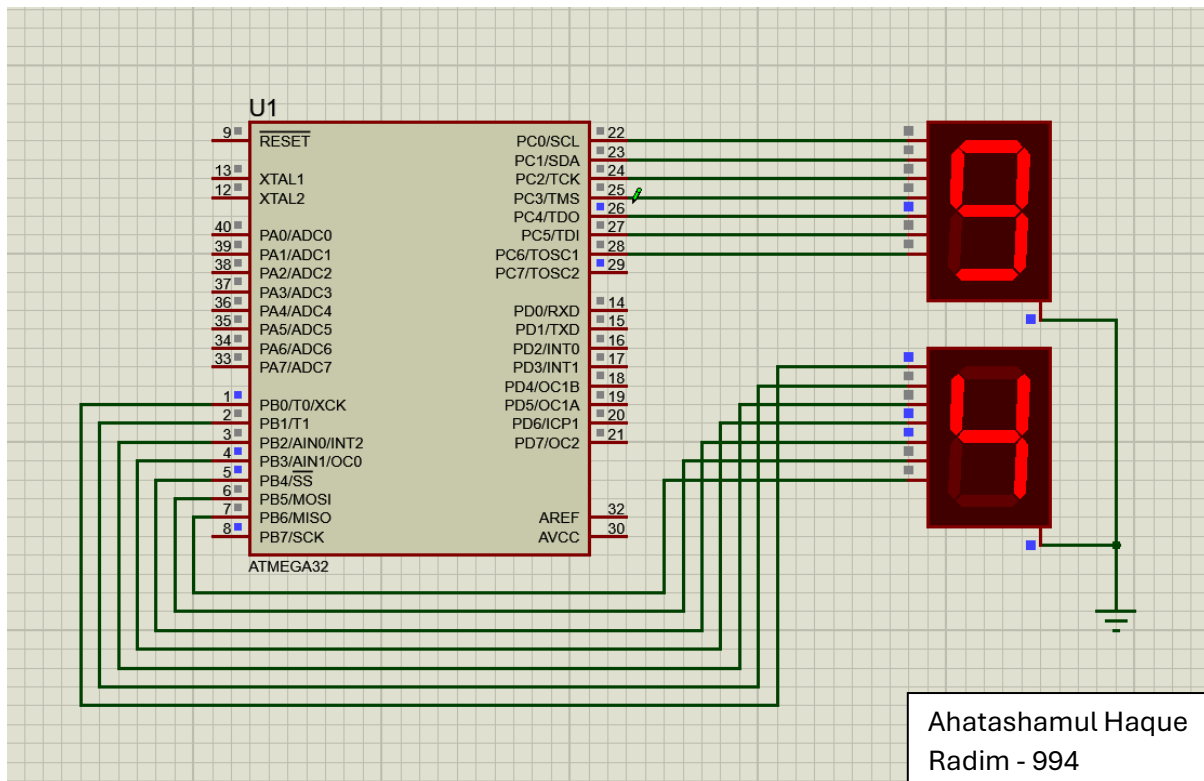 U1
9 RESET PC0/SCL 22
PC1/SDA 23
13 XTAL1 PC2/TCK 24
12 XTAL2 PC3/TMS 25
PC4/TDO 26
40 PA0/ADC0 PC5/TDI 27
39 PA1/ADC1 PC6/TOSC1 28
38 PA2/ADC2 PC7/TOSC2 29
37 PA3/ADC3
36 PA4/ADC4 PD0/RXD 14
35 PA5/ADC5 PD1/TXD 15
34 PA6/ADC6 PD2/INT0 16
33 PA7/ADC7 PD3/INT1 17
PD4/OC1B 18
1 PB0/T0/XCK PD5/OC1A 19
2 PB1/T1 PD6/ICP1 20
3 PB2/AIN0/INT2 PD7/OC2 21
4 PB3/AIN1/OC0
5 PB4/SS
6 PB5/MOSI
7 PB6/MISO AREF 32
8 PB7/SCK AVCC 30
ATMEGA32
9
4
Ahatashamul Haque
Radim - 994